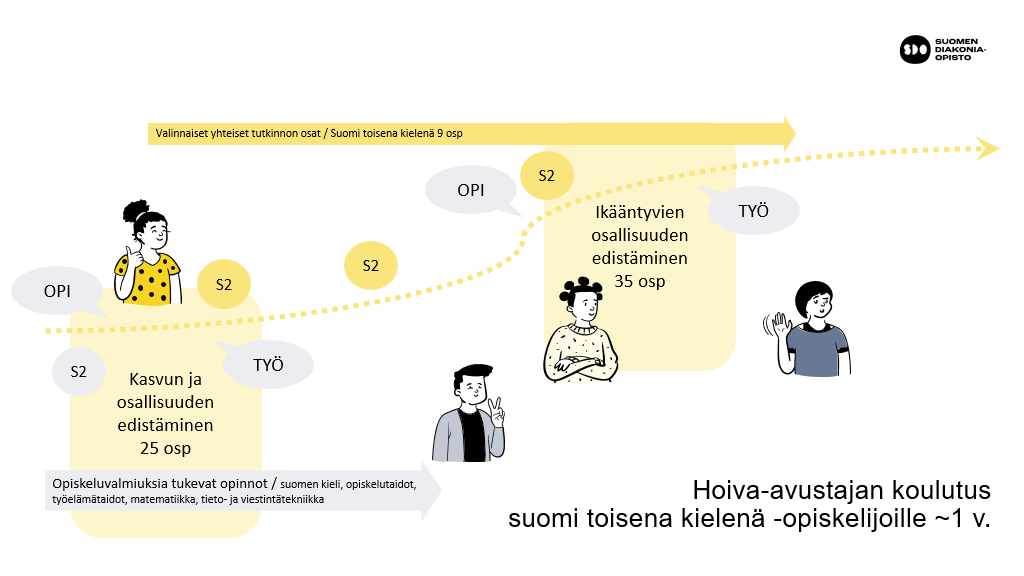 SDO
SUOMEN
DIAKONIA-
OPISTO
Valinnaiset yhteiset tutkinnon osat / Suomi toisena kielenä 9 osp
OPI
S2
TYÖ
Ikääntyvien
osallisuuden
edistäminen
35 osp
S2
S2
OPI
S2
TYÖ
Kasvun ja
osallisuuden
edistäminen
25 osp
Opiskeluvalmiuksia tukevat opinnot / suomen kieli, opiskelutaidot,
työelämätaidot, matematiikka, tieto- ja viestintätekniikka
Hoiva-avustajan koulutus
suomi toisena kielenä -opiskelijoille ~1 v.